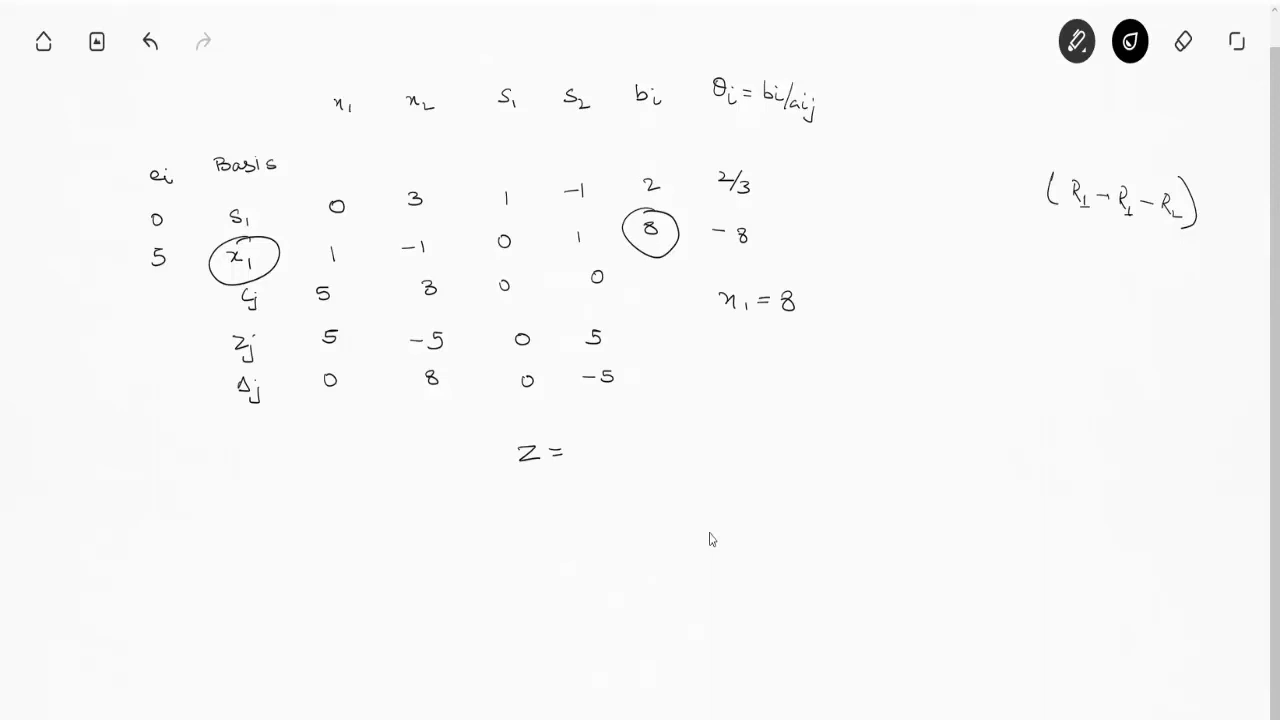 x₁ x₂ S₁ S₂ bi θi = bi/aij
ei Basis
0 S₁ 0 3 1 -1 2 2/3
(R₁ → R₁ - R₂)
5 x₁ 1 -1 0 1 8 - 8
Cj 5 3 0 0
x₁ = 8
Zj 5 -5 0 5
Δj 0 8 0 -5
Z =